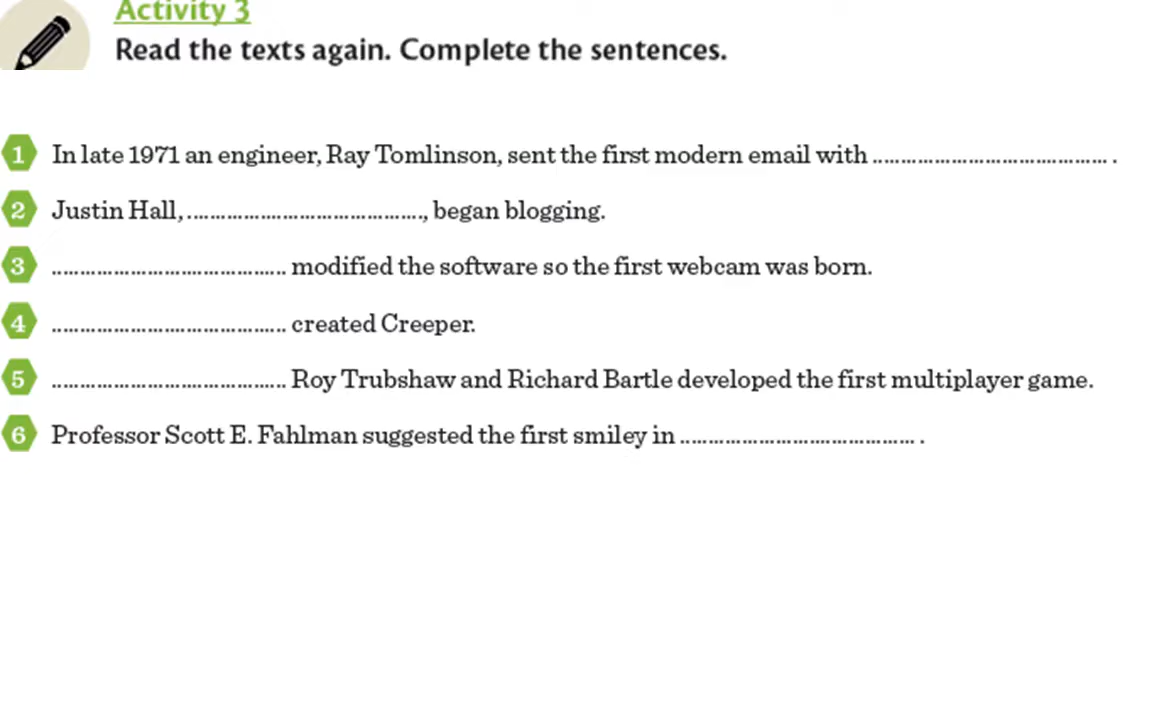 Activity 3
Read the texts again. Complete the sentences.
1 In late 1971 an engineer, Ray Tomlinson, sent the first modern email with .......................................... .
2 Justin Hall, .........................................., began blogging.
3 .......................................... modified the software so the first webcam was born.
4 .......................................... created Creeper.
5 .......................................... Roy Trubshaw and Richard Bartle developed the first multiplayer game.
6 Professor Scott E. Fahlman suggested the first smiley in .......................................... .